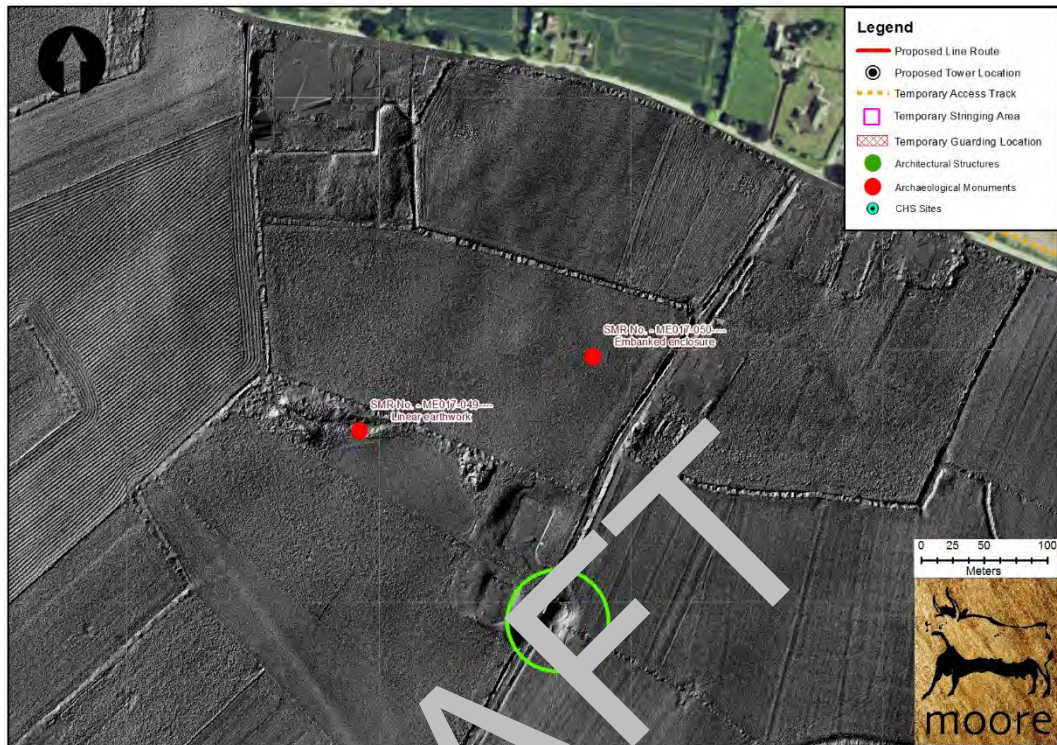 Legend
Proposed Line Route
Proposed Tower Location
Temporary Access Track
Temporary Stringing Area
Temporary Guarding Location
Architectural Structures
Archaeological Monuments
CHS Sites
SMR No. - ME017-050----
Embanked enclosure
SMR No. - ME017-049----
Linear earthwork
0 25 50 100
Meters
moore
AFT